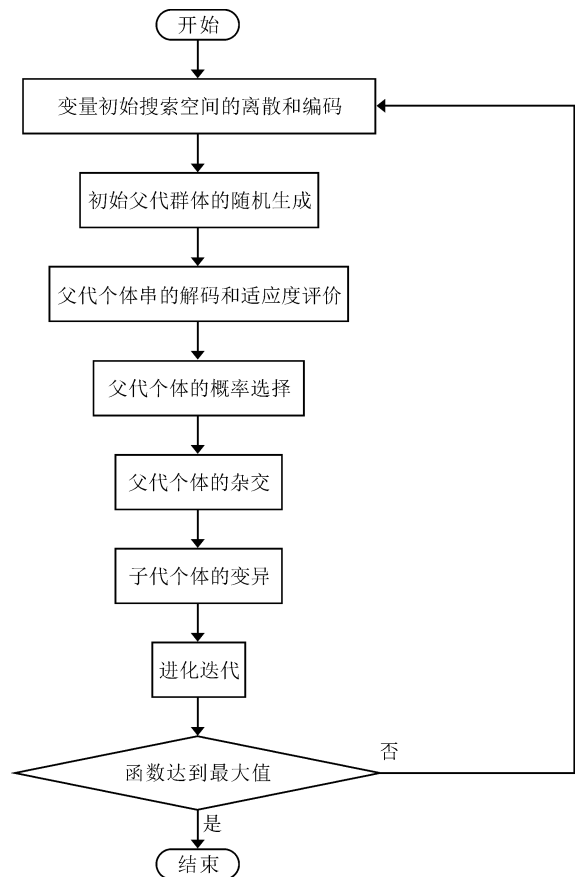 开始
变量初始搜索空间的离散和编码
初始父代群体的随机生成
父代个体串的解码和适应度评价
父代个体的概率选择
父代个体的杂交
子代个体的变异
进化迭代
否
函数达到最大值
是
结束